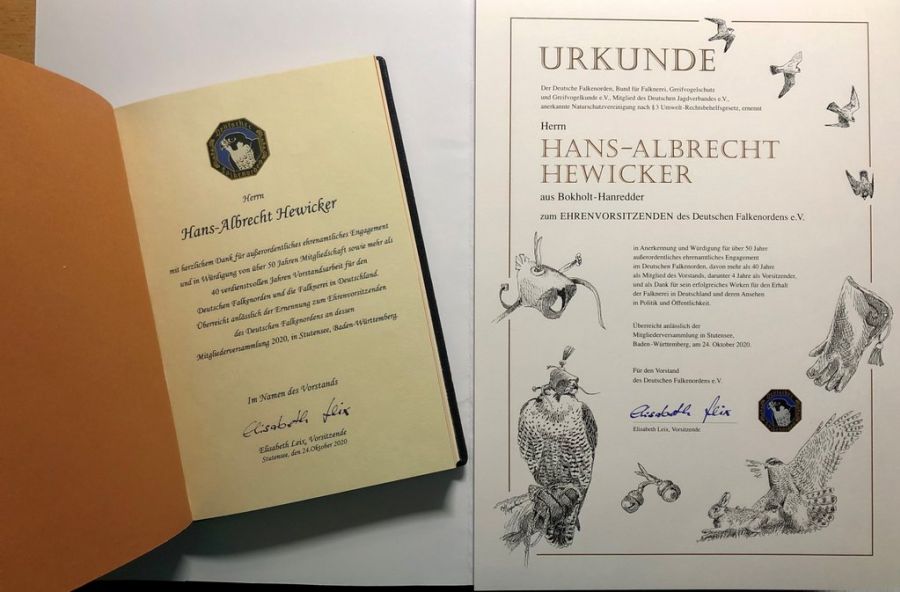 Deutscher
Falkenorden
Herrn
Hans-Albrecht Hewicker
mit herzlichem Dank für außerordentliches ehrenamtliches Engagement
und in Würdigung von über 50 Jahren Mitgliedschaft sowie mehr als
40 verdienstvollen Jahren Vorstandsarbeit für den
Deutschen Falkenorden und die Falknerei in Deutschland.
Überreicht anlässlich der Ernennung zum Ehrenvorsitzenden
des Deutschen Falkenordens an dessen
Mitgliederversammlung 2020, in Stutensee, Baden-Württemberg.
Im Namen des Vorstands
Elisabeth Leix
Elisabeth Leix, Vorsitzende
Stutensee, den 24.Oktober 2020
URKUNDE
Der Deutsche Falkenorden, Bund für Falknerei, Greifvogelschutz
und Greifvogelkunde e.V., Mitglied des Deutschen Jagdverbandes e.V.,
anerkannte Naturschutzvereinigung nach § 3 Umwelt-Rechtsbehelfsgesetz, ernennt
Herrn
HANS-ALBRECHT
HEWICKER
aus Bokholt-Hanredder
zum EHRENVORSITZENDEN des Deutschen Falkenordens e.V.
in Anerkennung und Würdigung für über 50 Jahre
außerordentliches ehrenamtliches Engagement
im Deutschen Falkenorden, davon mehr als 40 Jahre
als Mitglied des Vorstands, darunter 4 Jahre als Vorsitzender,
und als Dank für sein erfolgreiches Wirken für den Erhalt
der Falknerei in Deutschland und deren Ansehen
in Politik und Öffentlichkeit.
Überreicht anlässlich der
Mitgliederversammlung in Stutensee,
Baden-Württemberg, am 24. Oktober 2020.
Für den Vorstand
des Deutschen Falkenordens e.V.
Elisabeth Leix
Elisabeth Leix, Vorsitzende